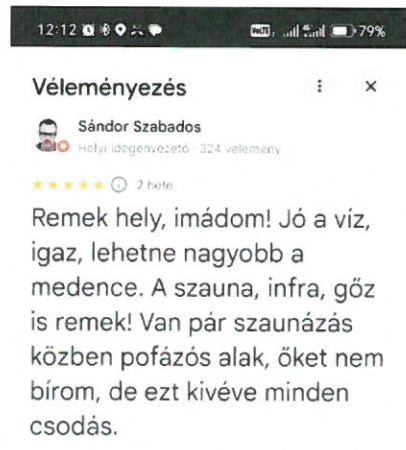 12:12 79%
Véleményezés
Sándor Szabados
Helyi idegenvezető · 324 vélemény
2 hete
Remek hely, imádom! Jó a víz,
igaz, lehetne nagyobb a
medence. A szauna, infra, gőz
is remek! Van pár szaunázás
közben pofázós alak, őket nem
bírom, de ezt kivéve minden
csodás.